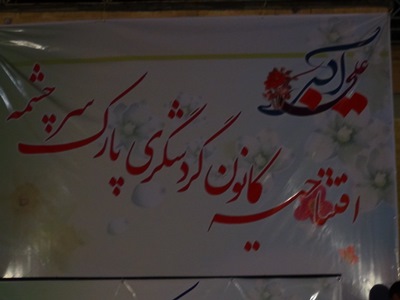 علی اکبر
افتتاحیه
کانون گردشگری پارک سرچشمه